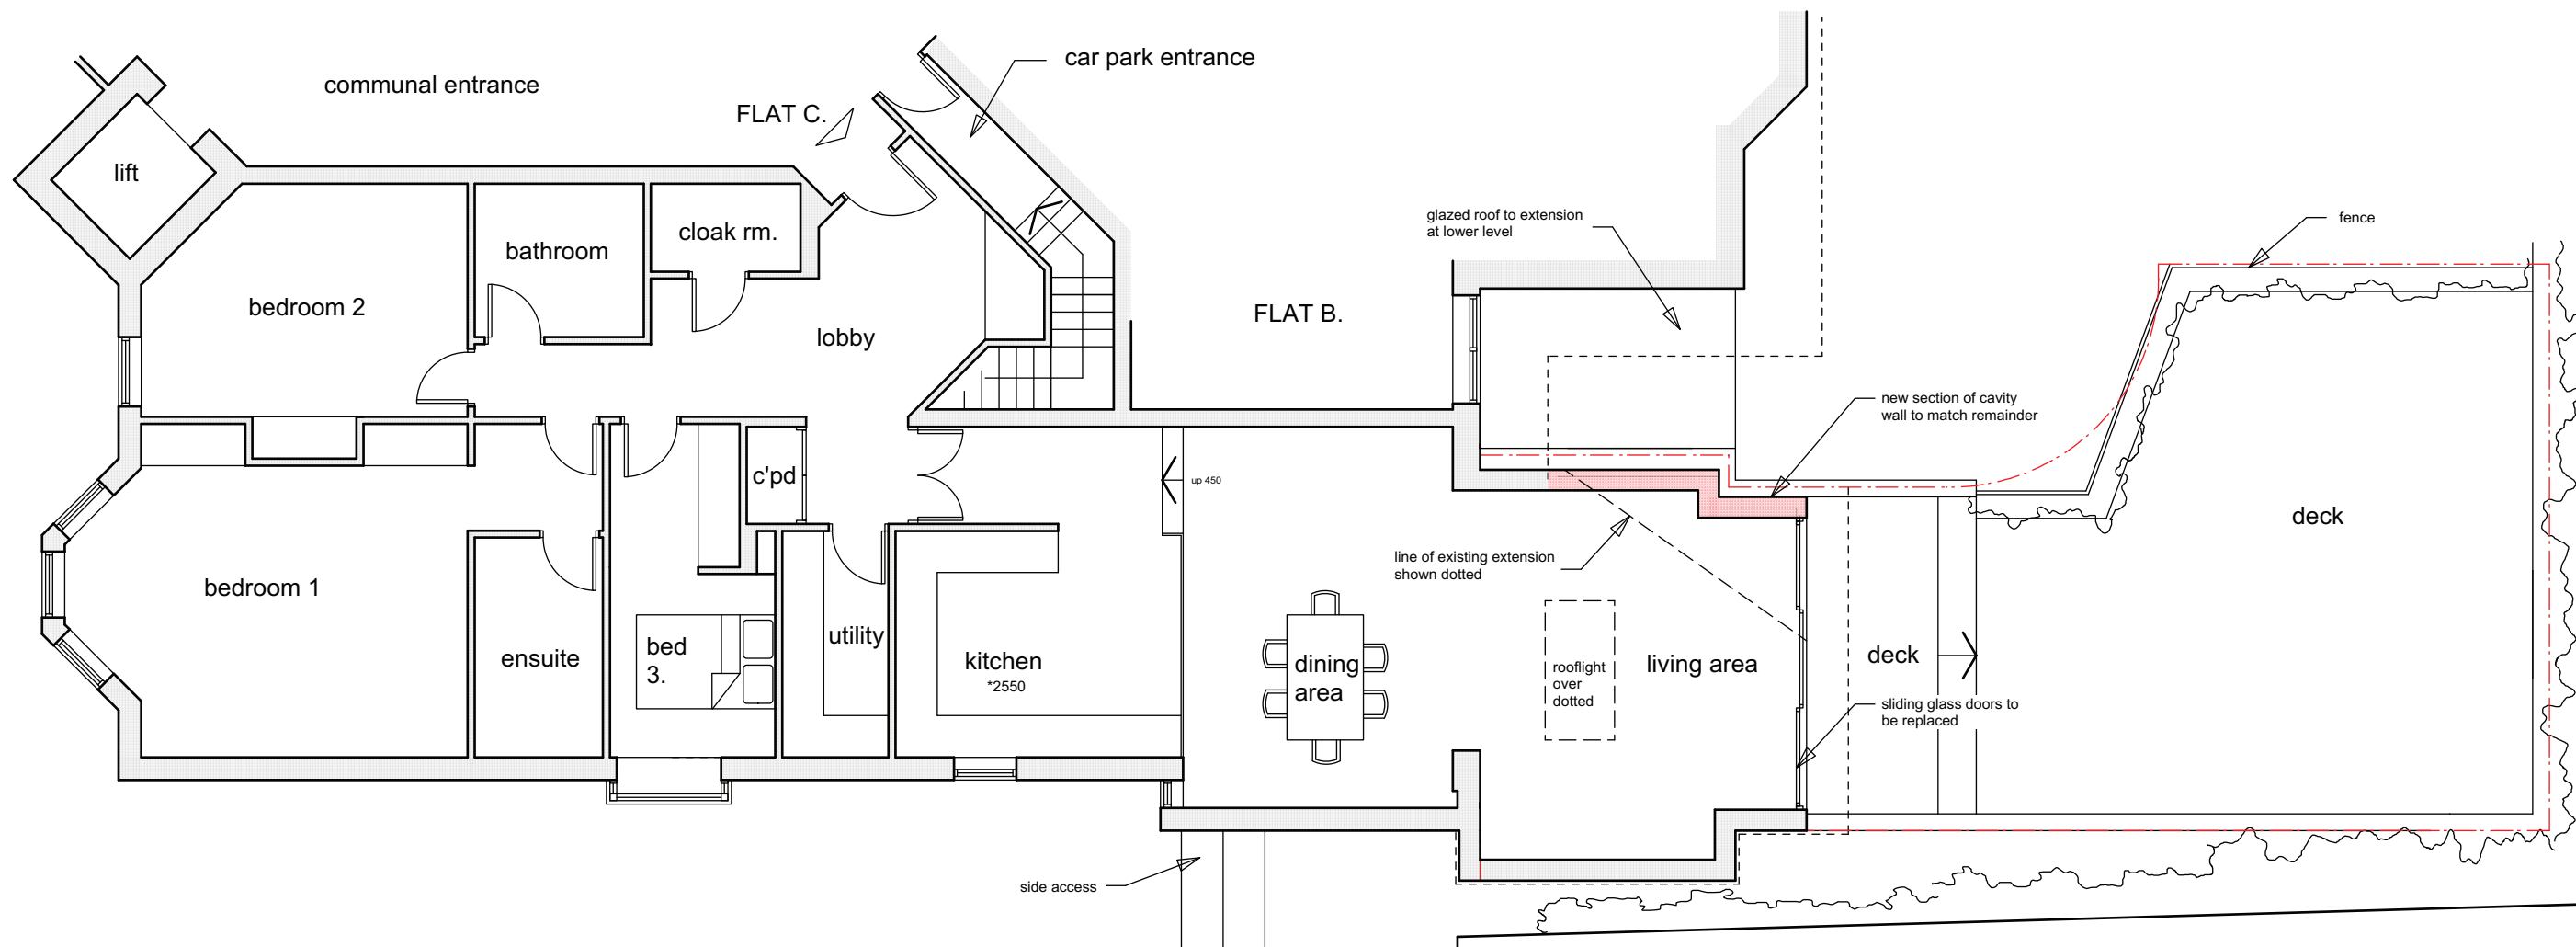 car park entrance
communal entrance
FLAT C.
lift
cloak rm.
bathroom
glazed roof to extension
at lower level
fence
bedroom 2
FLAT B.
lobby
new section of cavity
wall to match remainder
c'pd
up 450
deck
line of existing extension
shown dotted
bedroom 1
utility
bed
3.
ensuite
kitchen
*2550
dining
area
rooflight
over
dotted
living area
deck
sliding glass doors to
be replaced
side access